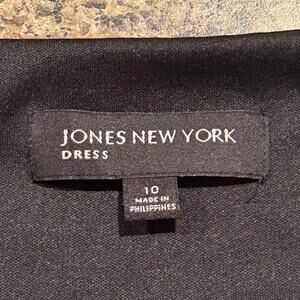 JONES NEW YORK
DRESS
10
MADE IN
PHILIPPINES